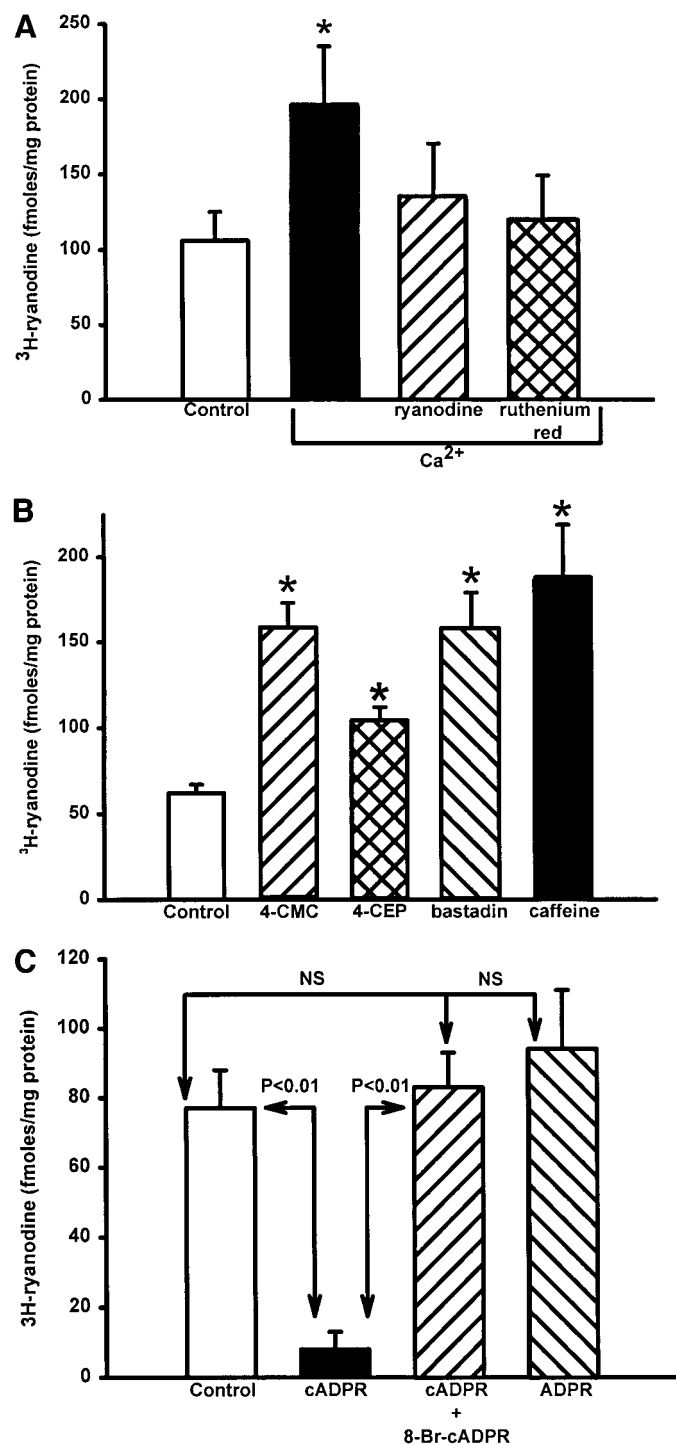 A
³H-ryanodine (fmoles/mg protein)
250
200
150
100
50
0
*
Control
ryanodine
ruthenium
red
Ca²⁺
B
³H-ryanodine (fmoles/mg protein)
200
150
100
50
0
*
*
*
*
Control
4-CMC
4-CEP
bastadin
caffeine
C
3H-ryanodine (fmoles/mg protein)
120
100
80
60
40
20
0
NS
NS
P<0.01
P<0.01
Control
cADPR
cADPR
+
8-Br-cADPR
ADPR